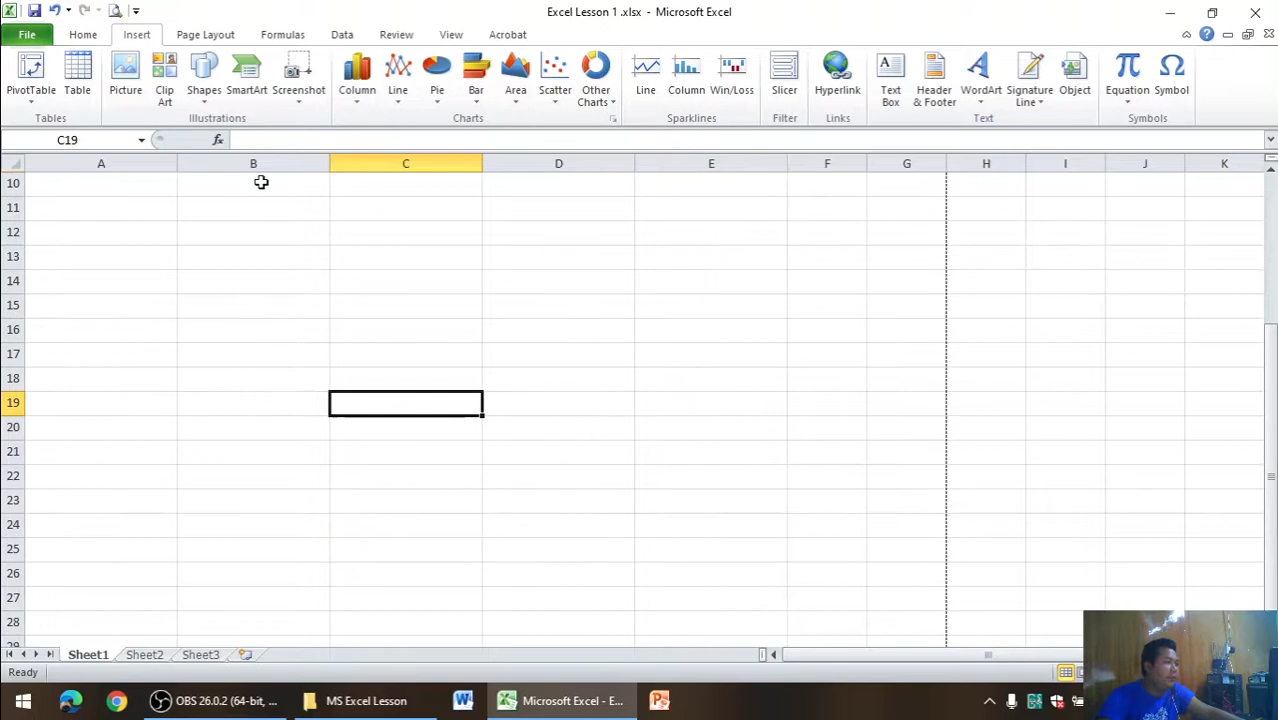 Excel Lesson 1 .xlsx - Microsoft Excel
File Home Insert Page Layout Formulas Data Review View Acrobat
PivotTable Table Picture Clip Art Shapes SmartArt Screenshot Column Line Pie Bar Area Scatter Other Charts Line Column Win/Loss Slicer Hyperlink Text Box Header & Footer WordArt Signature Line Object Equation Symbol
Tables Illustrations Charts Sparklines Filter Links Text Symbols
C19 fx
A B C D E F G H I J K
10
11
12
13
14
15
16
17
18
19
20
21
22
23
24
25
26
27
28
29
Sheet1 Sheet2 Sheet3
Ready
OBS 26.0.2 (64-bit, ... MS Excel Lesson Microsoft Excel - E...